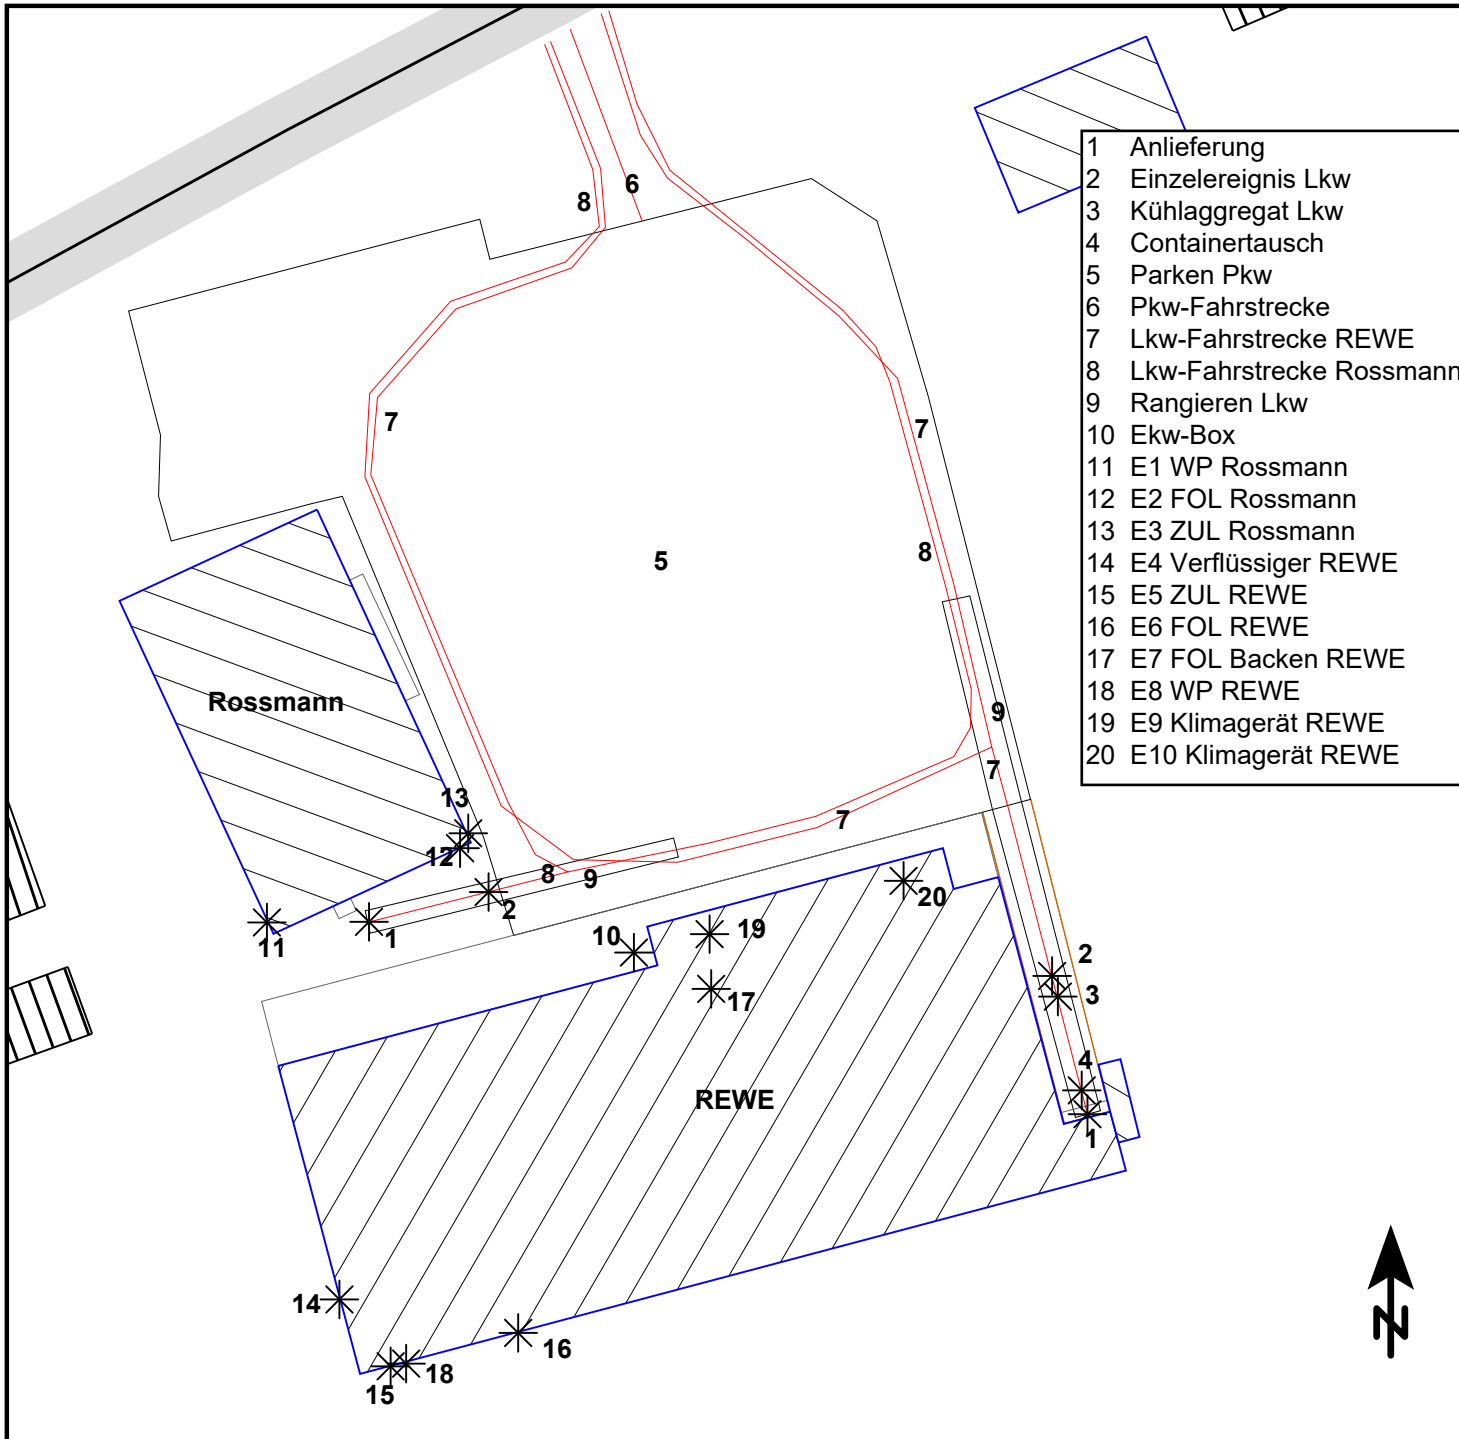 1 Anlieferung
2 Einzelereignis Lkw
3 Kühlaggregat Lkw
4 Containertausch
5 Parken Pkw
6 Pkw-Fahrstrecke
7 Lkw-Fahrstrecke REWE
8 Lkw-Fahrstrecke Rossmann
9 Rangieren Lkw
10 Ekw-Box
11 E1 WP Rossmann
12 E2 FOL Rossmann
13 E3 ZUL Rossmann
14 E4 Verflüssiger REWE
15 E5 ZUL REWE
16 E6 FOL REWE
17 E7 FOL Backen REWE
18 E8 WP REWE
19 E9 Klimagerät REWE
20 E10 Klimagerät REWE
6
8
7
7
8
5
Rossmann
9
7
13
7
12
8
9
20
2
1
11
10
19
2
17
3
4
REWE
1
14
16
18
15
N